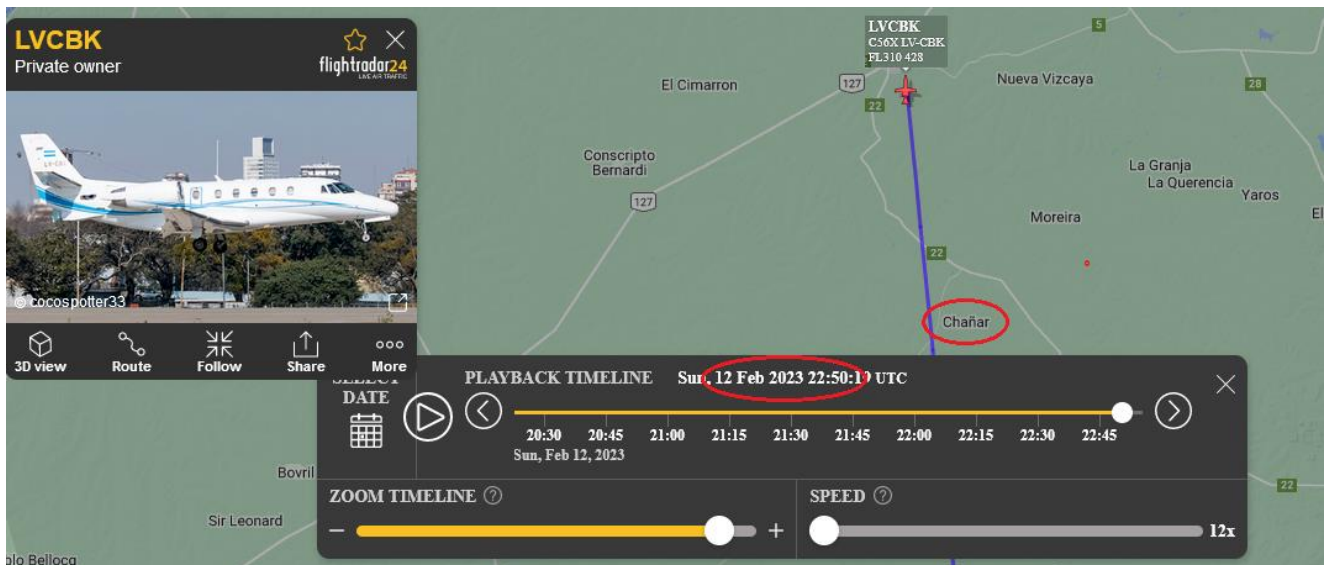 LVCBK
Private owner
flightradar24
LIVE AIR TRAFFIC
© cocospotter33
3D view
Route
Follow
Share
More
LVCBK
C56X LV-CBK
FL310 428
5
El Cimarron
127
22
Nueva Vizcaya
28
Conscripto
Bernardi
127
La Granja
La Querencia
Yaros
Moreira
22
Chañar
Bovril
Sir Leonard
22
SELECT
DATE
PLAYBACK TIMELINE Sun, 12 Feb 2023 22:50:19 UTC
20:30 20:45 21:00 21:15 21:30 21:45 22:00 22:15 22:30 22:45
Sun, Feb 12, 2023
ZOOM TIMELINE ?
− +
SPEED ?
12x